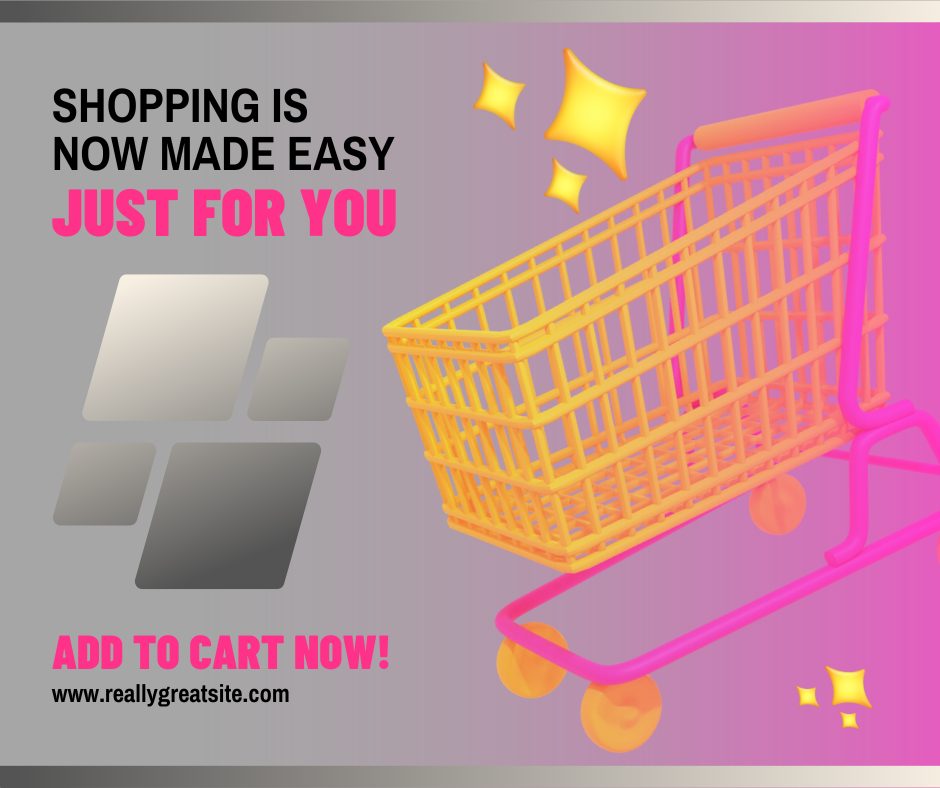 SHOPPING IS
NOW MADE EASY
JUST FOR YOU
ADD TO CART NOW!
www.reallygreatsite.com